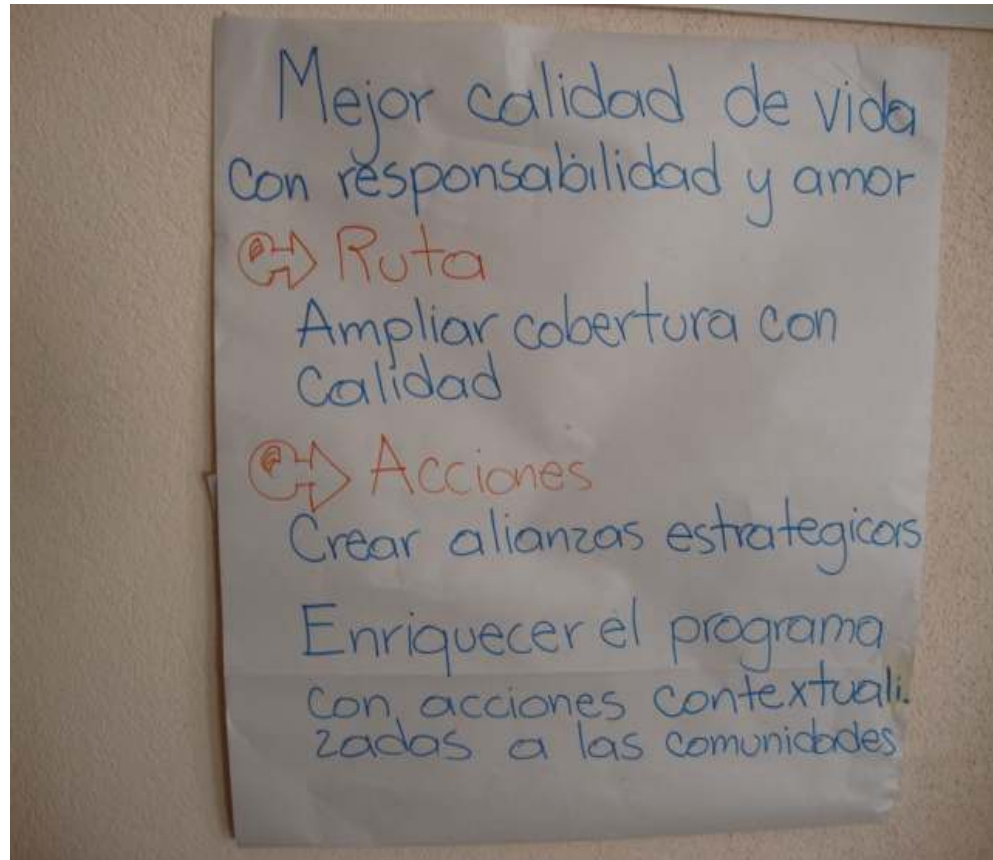 Mejor calidad de vida
con responsabilidad y amor
Ruta
Ampliar cobertura con
Calidad
Acciones
Crear alianzas estrategicas
Enriquecer el programa
con acciones contextuali.
zadas a las comunidades